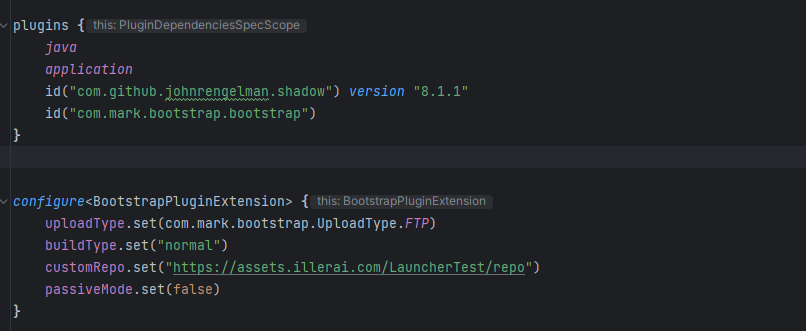 plugins { this: PluginDependenciesSpecScope
    java
    application
    id("com.github.johnrengelman.shadow") version "8.1.1"
    id("com.mark.bootstrap.bootstrap")
}
configure<BootstrapPluginExtension> { this: BootstrapPluginExtension
    uploadType.set(com.mark.bootstrap.UploadType.FTP)
    buildType.set("normal")
    customRepo.set("https://assets.illerai.com/LauncherTest/repo")
    passiveMode.set(false)
}